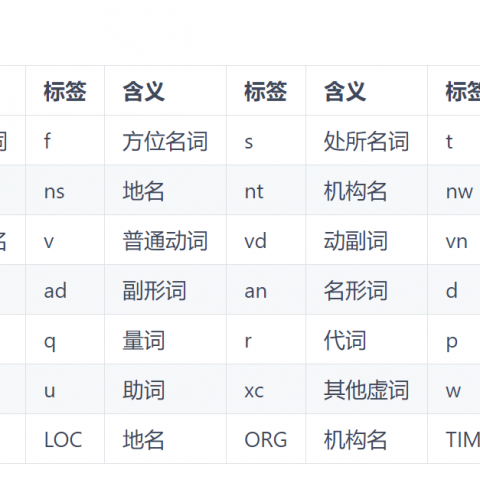 标签 含义 标签 含义 标签
词 f 方位名词 s 处所名词 t
ns 地名 nt 机构名 nw
名 v 普通动词 vd 动副词 vn
ad 副形词 an 名形词 d
q 量词 r 代词 p
u 助词 xc 其他虚词 w
LOC 地名 ORG 机构名 TIM